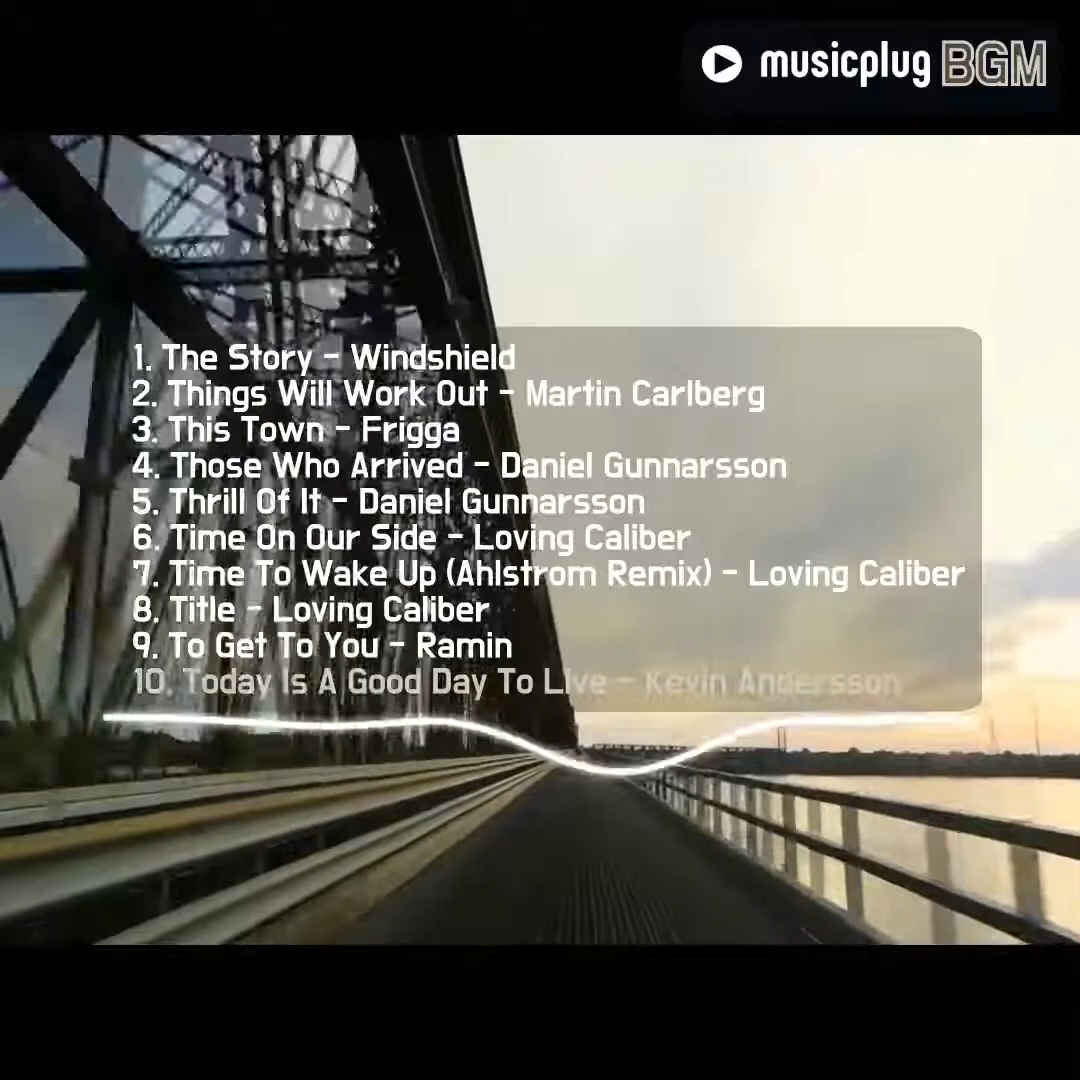 musicplug BGM
1. The Story - Windshield
2. Things Will Work Out - Martin Carlberg
3. This Town - Frigga
4. Those Who Arrived - Daniel Gunnarsson
5. Thrill Of It - Daniel Gunnarsson
6. Time On Our Side - Loving Caliber
7. Time To Wake Up (Ahlstrom Remix) - Loving Caliber
8. Title - Loving Caliber
9. To Get To You - Ramin
10. Today Is A Good Day To Live - Kevin Andersson